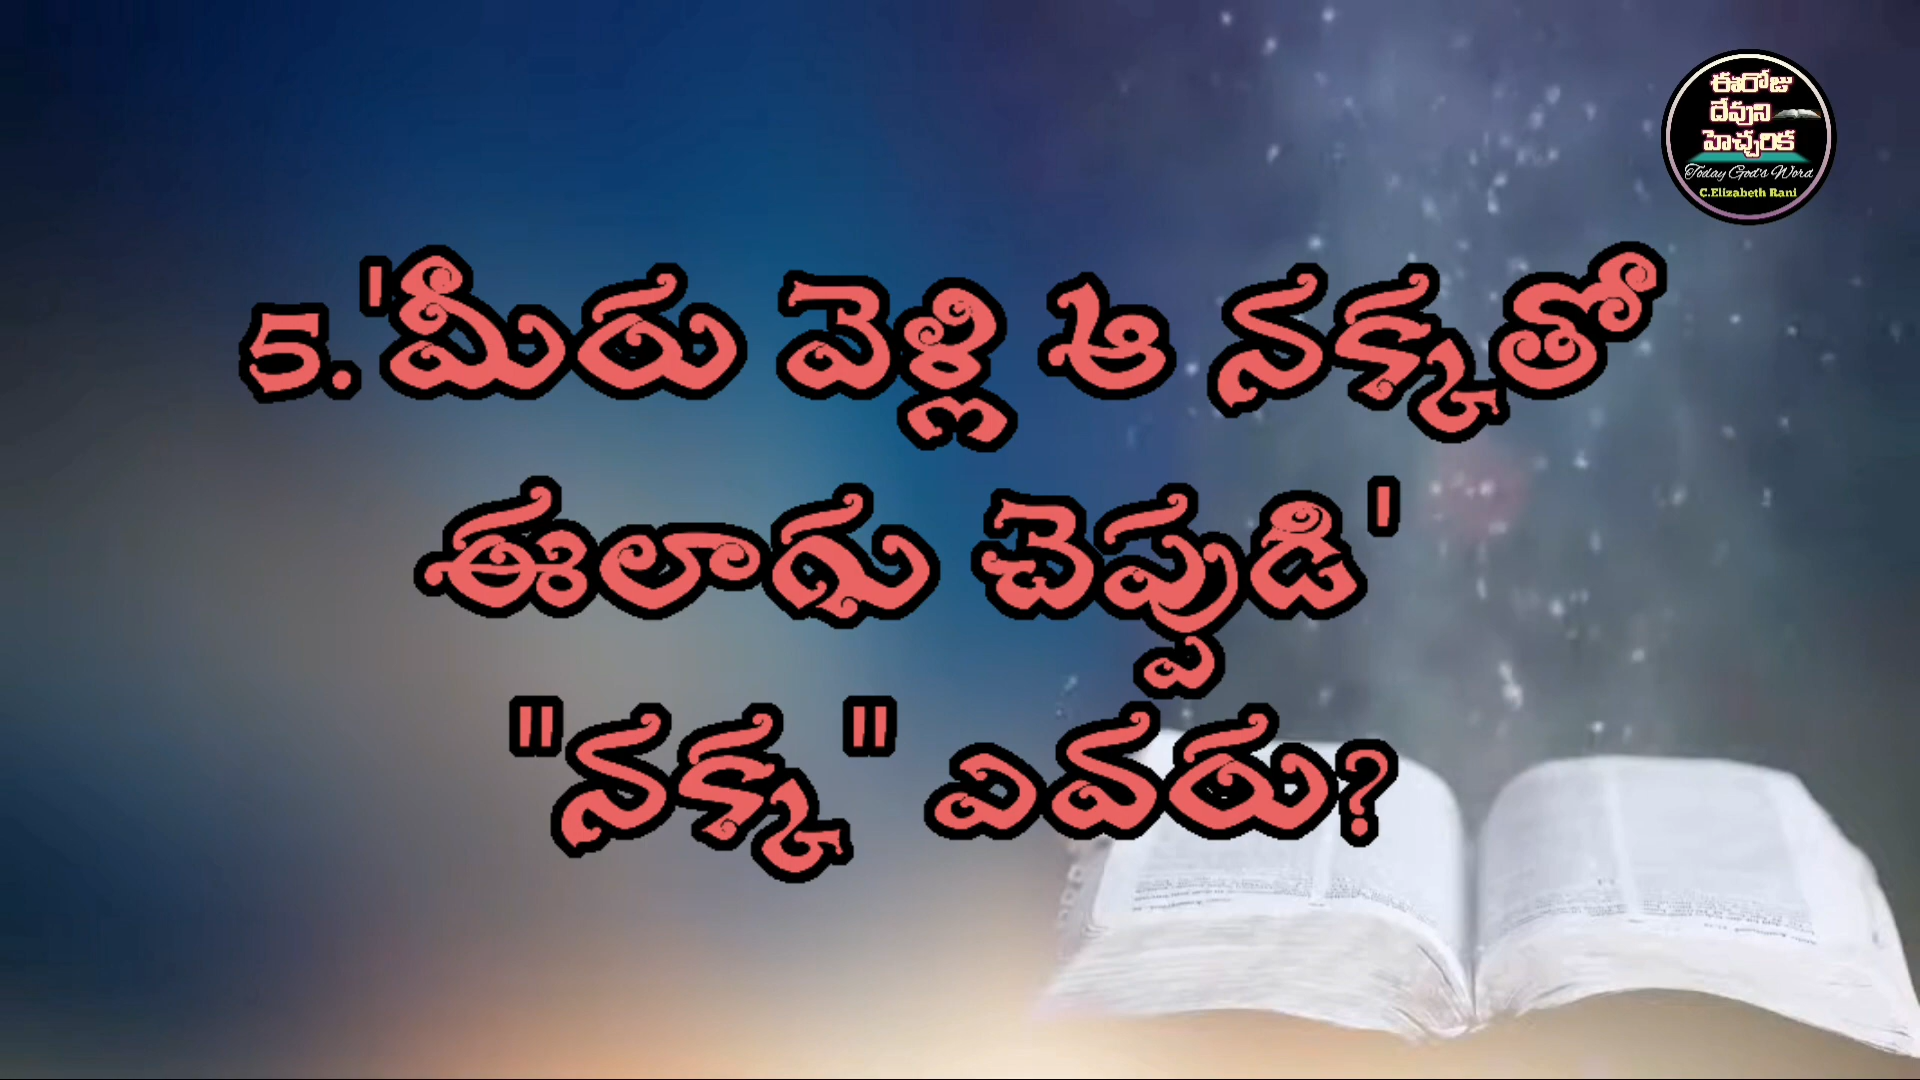 ఈరోజు
దేవుని
హెచ్చరిక
Today God's Word
C.Elizabeth Rani
5.'మీరు వెళ్లి ఆ నక్కతో
ఈలాగు చెప్పుడి'
"నక్క" ఎవరు?